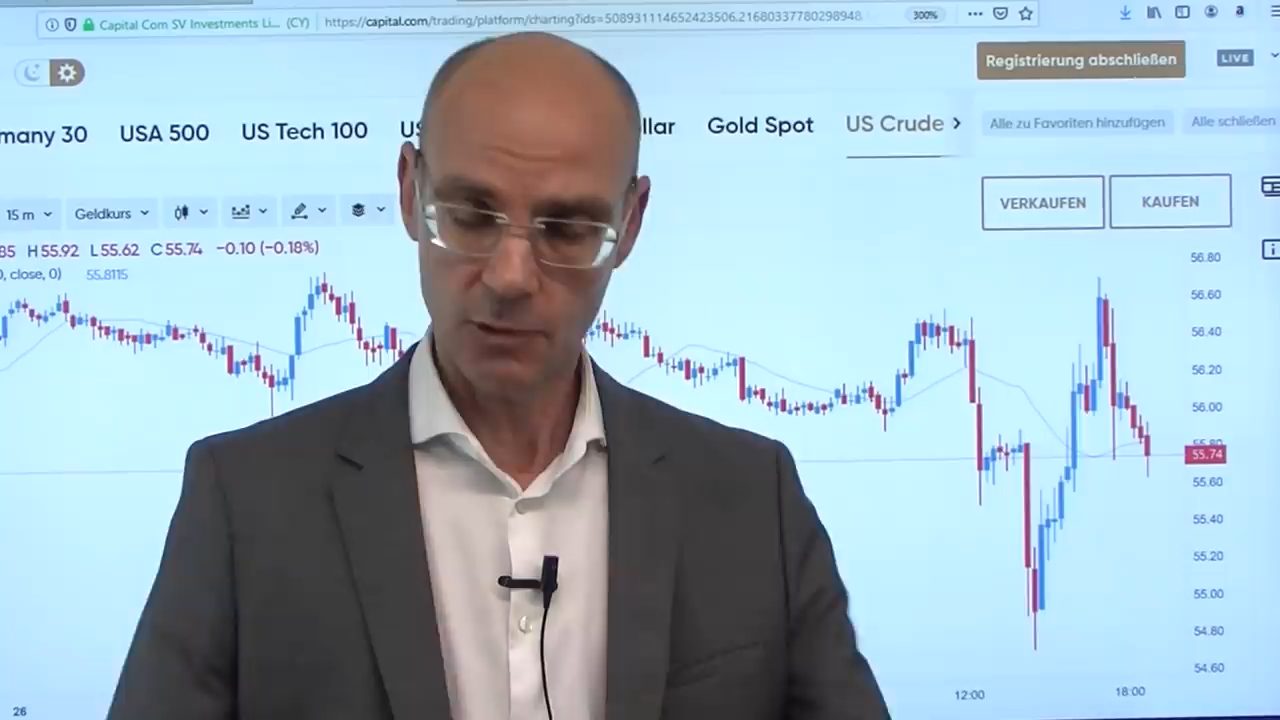 Capital Com SV Investments Li... (CY)
https://capital.com/trading/platform/charting?ids=508931114652423506.21680337780298948
300%
Registrierung abschließen
LIVE
many 30 USA 500 US Tech 100 US llar Gold Spot US Crude
Alle zu Favoriten hinzufügen
Alle schließen
15 m Geldkurs
VERKAUFEN
KAUFEN
85 H55.92 L55.62 C55.74 −0.10 (−0.18%)
0, close, 0) 55.8115
56.80
56.60
56.40
56.20
56.00
55.80
55.74
55.60
55.40
55.20
55.00
54.80
54.60
26
12:00
18:00